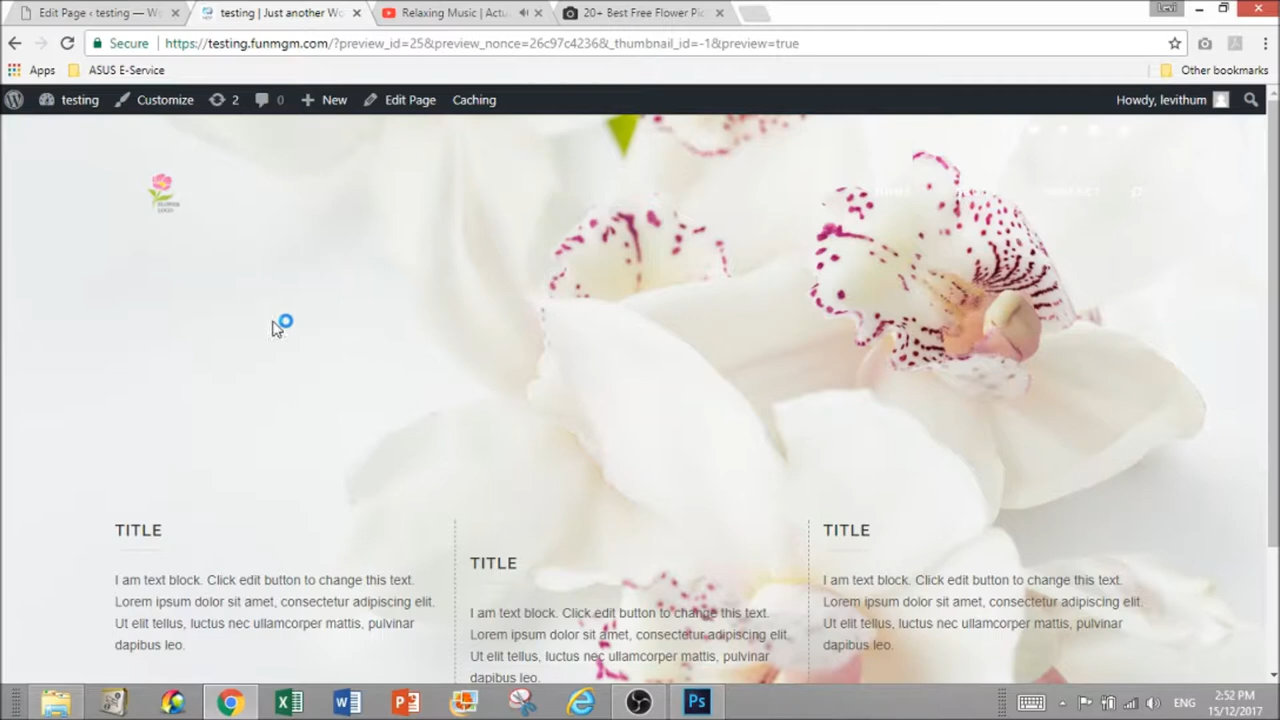 Edit Page ‹ testing — Wo
testing | Just another Wo
Relaxing Music | Actu
20+ Best Free Flower Pic
Levi
Secure
https://testing.funmgm.com/?preview_id=25&preview_nonce=26c97c4236&_thumbnail_id=-1&preview=true
Apps
ASUS E-Service
Other bookmarks
testing
Customize
2
0
New
Edit Page
Caching
Howdy, levithum
TITLE
I am text block. Click edit button to change this text.
Lorem ipsum dolor sit amet, consectetur adipiscing elit.
Ut elit tellus, luctus nec ullamcorper mattis, pulvinar
dapibus leo.
TITLE
I am text block. Click edit button to change this text.
Lorem ipsum dolor sit amet, consectetur adipiscing elit.
Ut elit tellus, luctus nec ullamcorper mattis, pulvinar
dapibus leo.
TITLE
I am text block. Click edit button to change this text.
Lorem ipsum dolor sit amet, consectetur adipiscing elit.
Ut elit tellus, luctus nec ullamcorper mattis, pulvinar
dapibus leo.
Ps
ENG
2:52 PM
15/12/2017